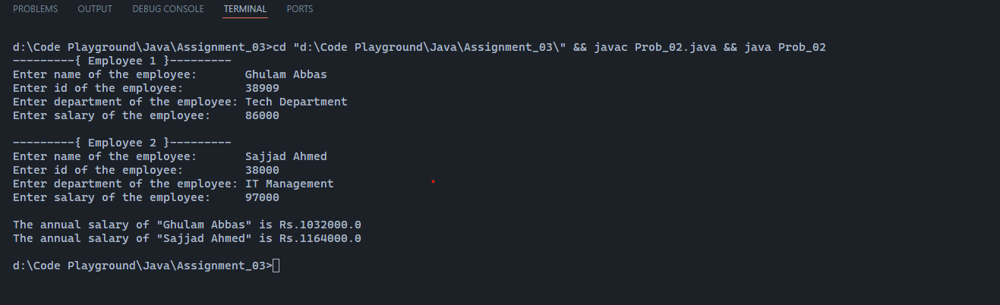 PROBLEMS OUTPUT DEBUG CONSOLE TERMINAL PORTS
d:\Code Playground\Java\Assignment_03>cd "d:\Code Playground\Java\Assignment_03\" && javac Prob_02.java && java Prob_02
---------{ Employee 1 }---------
Enter name of the employee:       Ghulam Abbas
Enter id of the employee:         38909
Enter department of the employee: Tech Department
Enter salary of the employee:     86000
---------{ Employee 2 }---------
Enter name of the employee:       Sajjad Ahmed
Enter id of the employee:         38000
Enter department of the employee: IT Management
Enter salary of the employee:     97000
The annual salary of "Ghulam Abbas" is Rs.1032000.0
The annual salary of "Sajjad Ahmed" is Rs.1164000.0
d:\Code Playground\Java\Assignment_03>